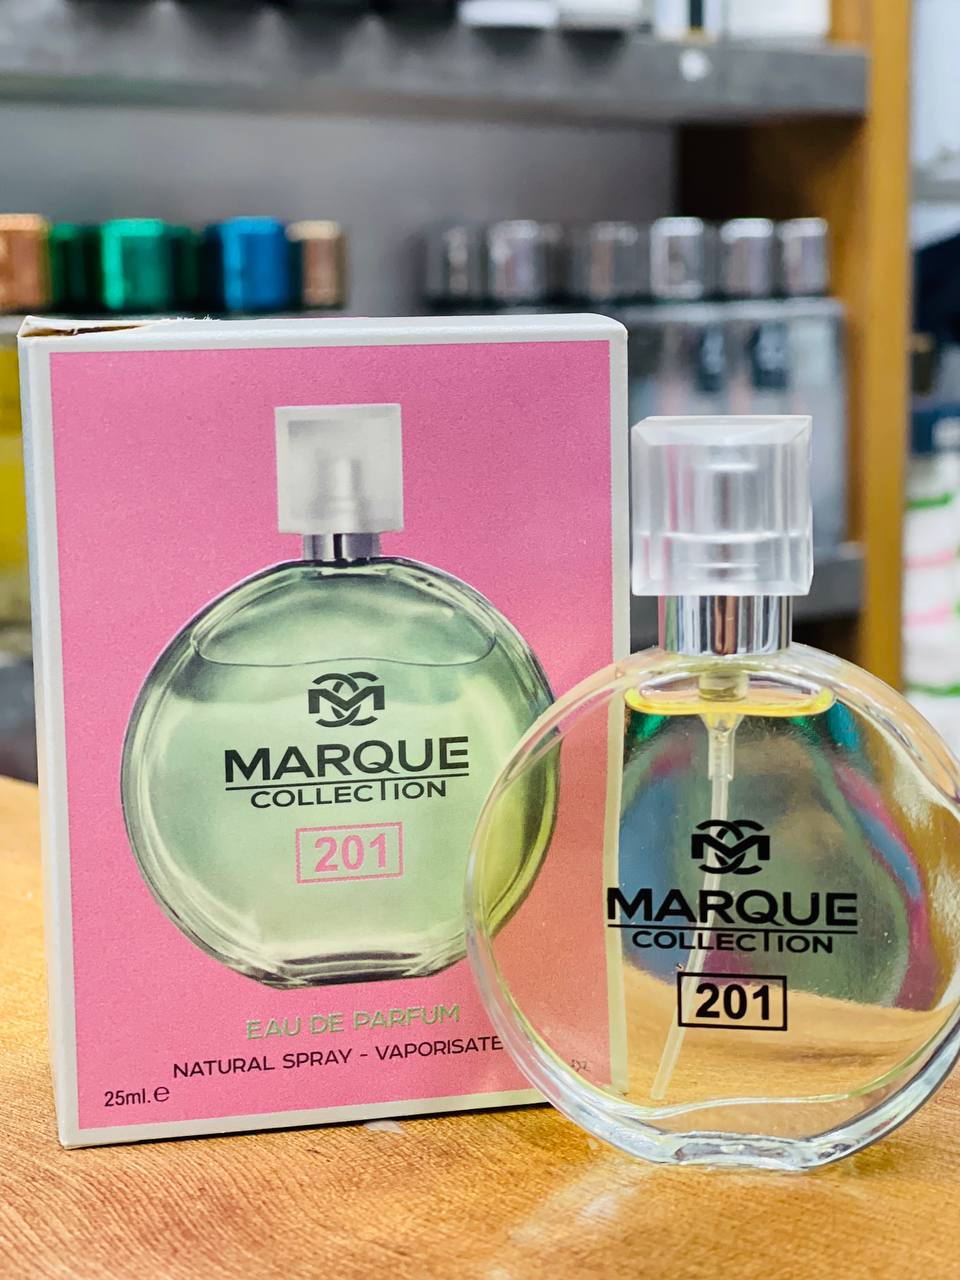 MARQUE
COLLECTION
201
EAU DE PARFUM
NATURAL SPRAY - VAPORISATE
25ml.e
MARQUE
COLLECTION
201